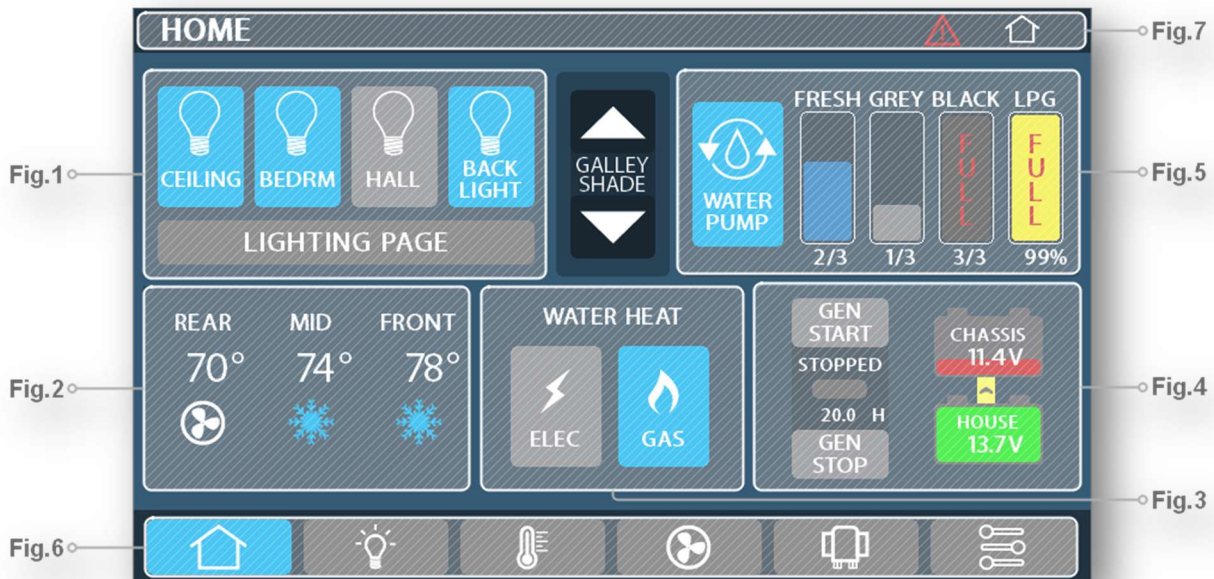 HOME
Fig.7
Fig.1
CEILING
BEDRM
HALL
BACK
LIGHT
LIGHTING PAGE
GALLEY
SHADE
WATER
PUMP
FRESH GREY BLACK LPG
FULL
FULL
2/3 1/3 3/3 99%
Fig.5
Fig.2
REAR MID FRONT
70° 74° 78°
WATER HEAT
ELEC
GAS
Fig.3
GEN
START
STOPPED
20.0 H
GEN
STOP
CHASSIS
11.4V
HOUSE
13.7V
Fig.4
Fig.6